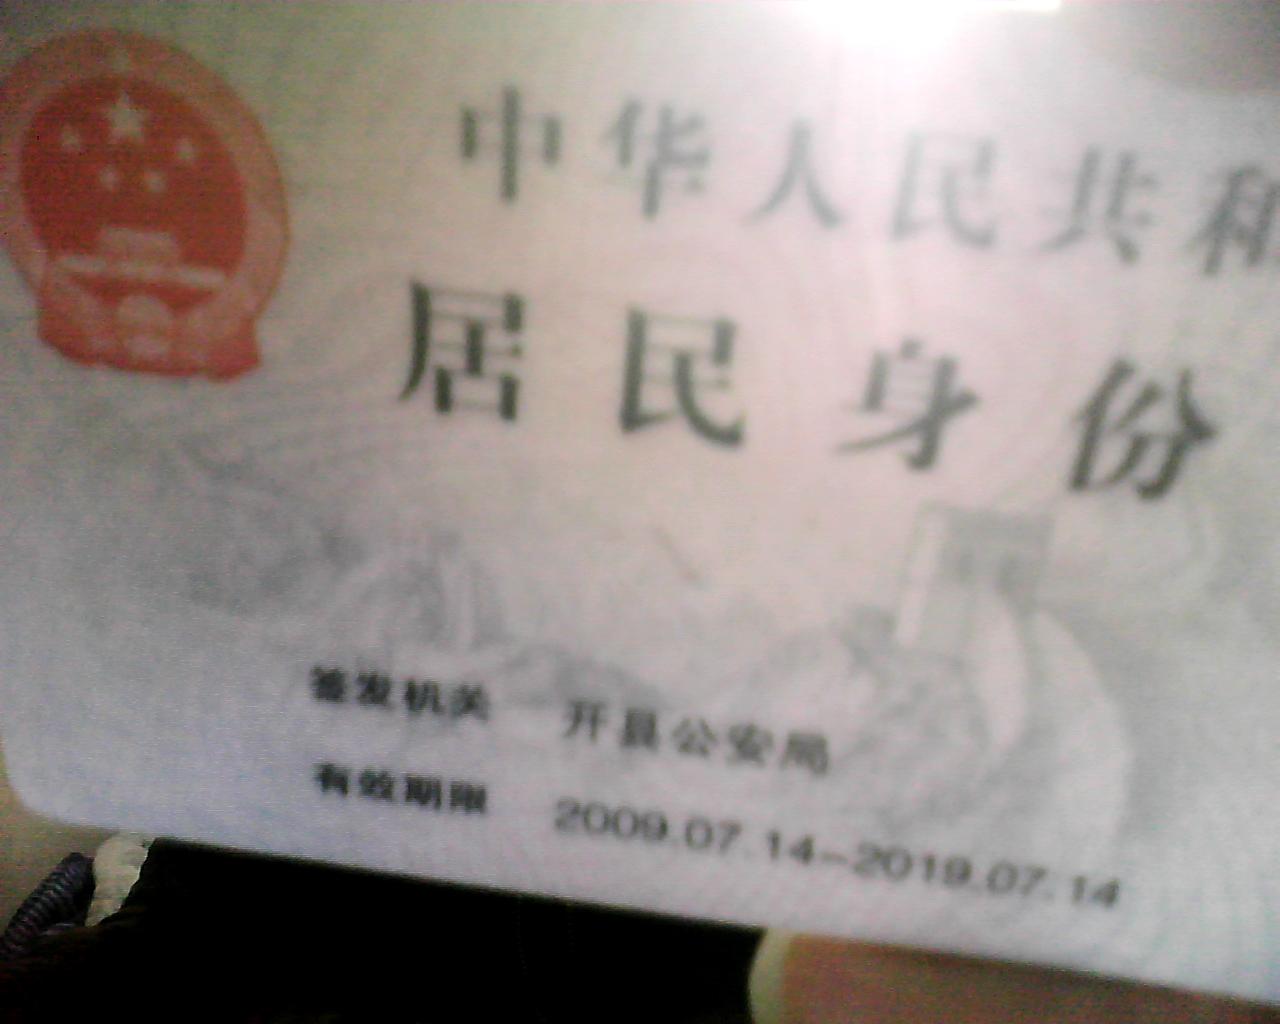 中华人民共和
居民身份
签发机关 开县公安局
有效期限 2009.07.14-2019.07.14